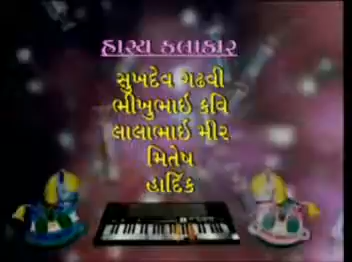 હાસ્ય કલાકાર
સુખદેવ ગઢવી
ભીખુભાઈ કવિ
લાલાભાઈ મીર
મિતેષ
હાર્દિક